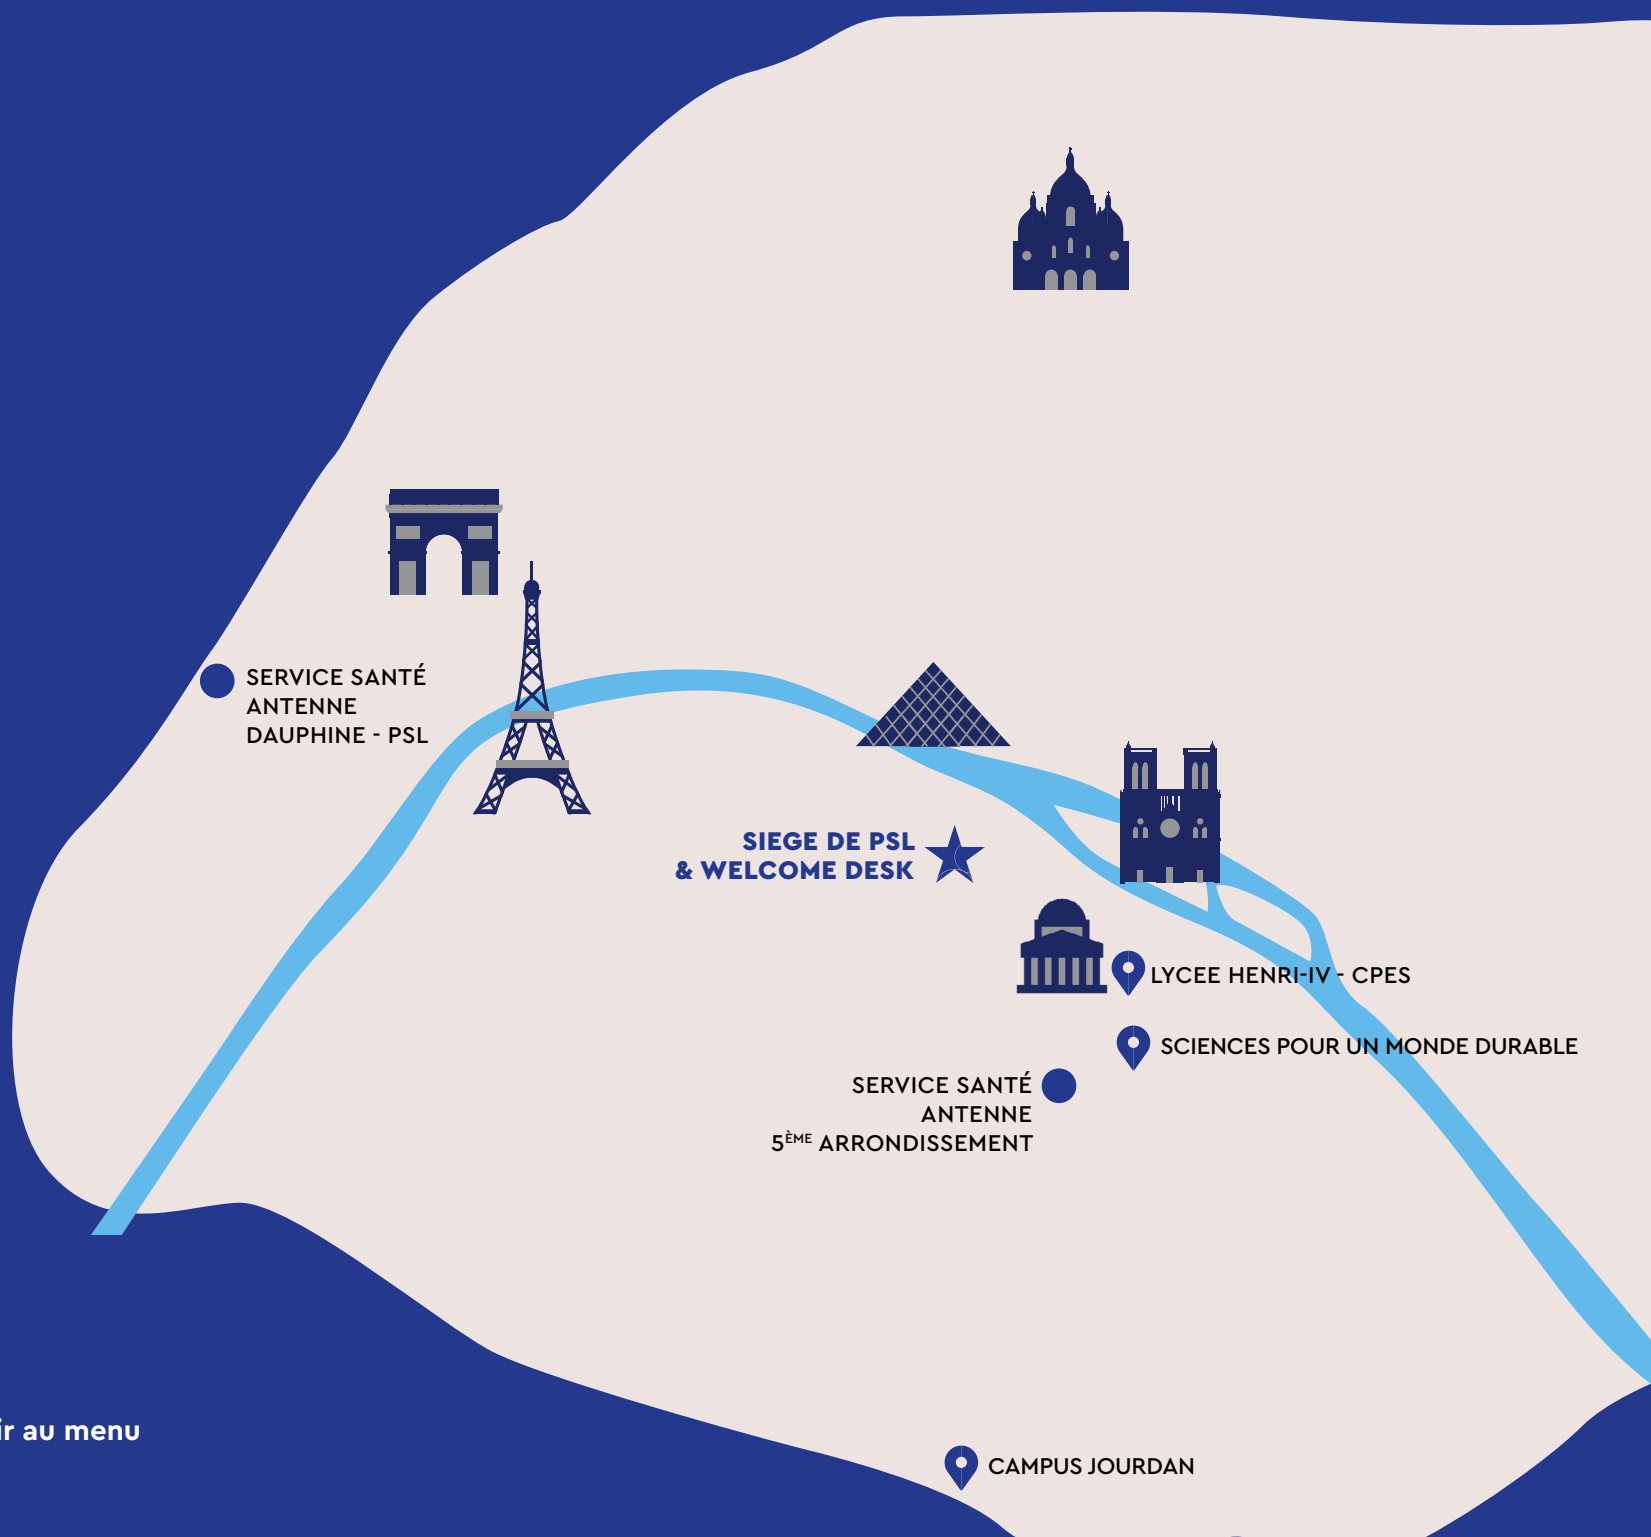 SERVICE SANTÉ
ANTENNE
DAUPHINE - PSL
SIEGE DE PSL
& WELCOME DESK
LYCEE HENRI-IV - CPES
SCIENCES POUR UN MONDE DURABLE
SERVICE SANTÉ
ANTENNE
5ÈME ARRONDISSEMENT
au menu
CAMPUS JOURDAN